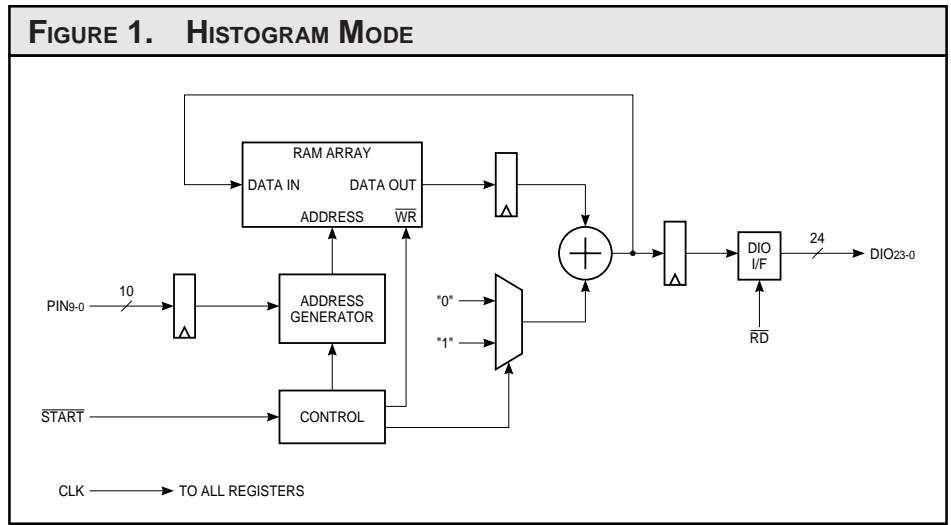 FIGURE 1. HISTOGRAM MODE
RAM ARRAY
DATA IN DATA OUT
ADDRESS WR
PIN9-0
10
ADDRESS
GENERATOR
"0"
"1"
24
DIO
I/F
DIO23-0
RD
START
CONTROL
CLK TO ALL REGISTERS